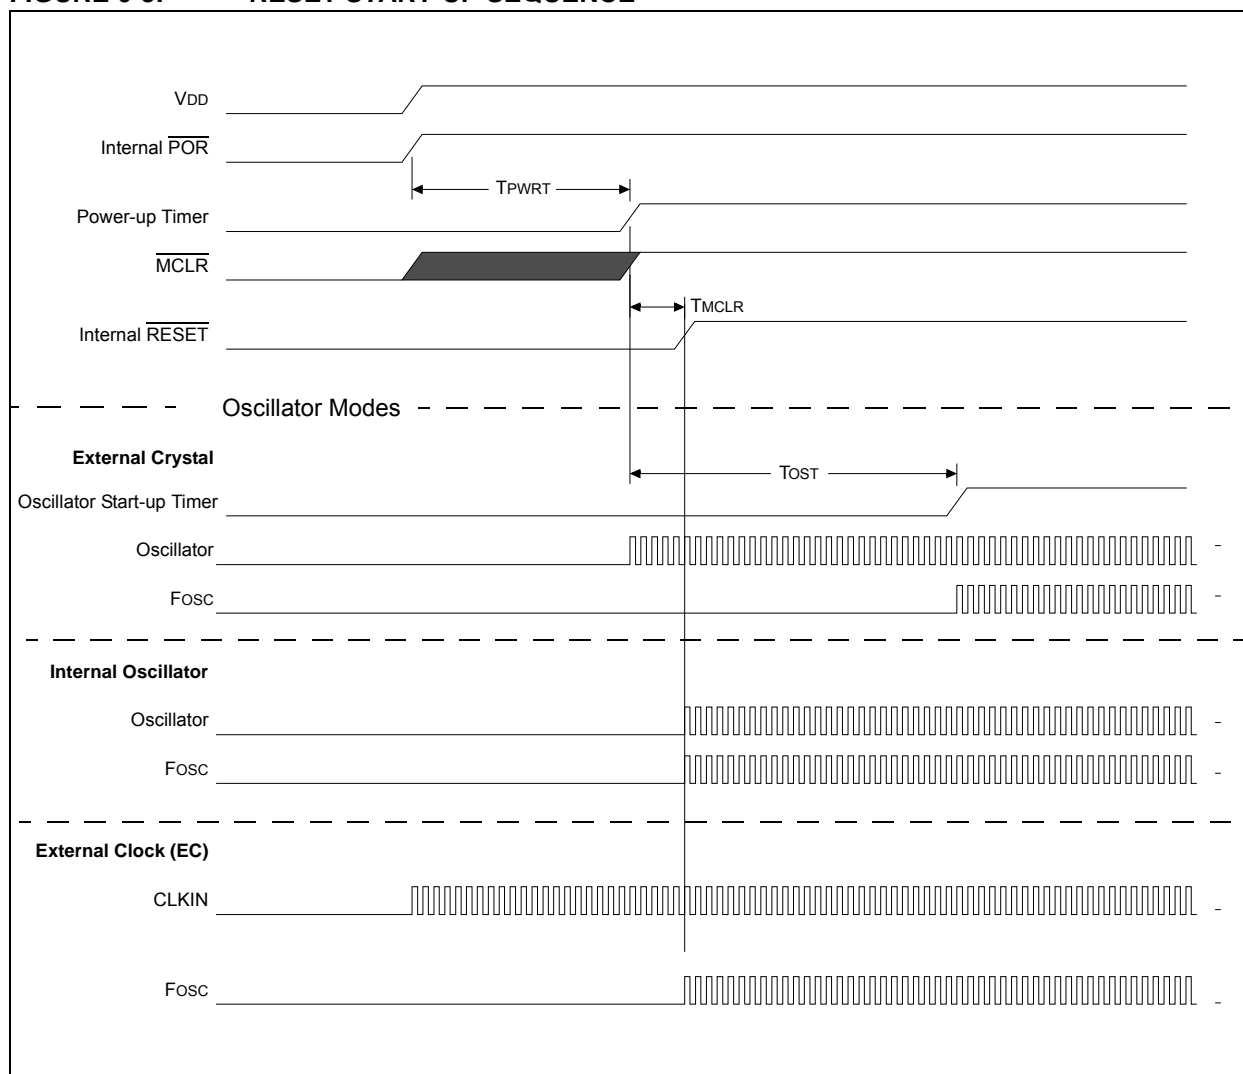 VDD
Internal POR
TPWRT
Power-up Timer
MCLR
TMCLR
Internal RESET
Oscillator Modes
External Crystal
TOST
Oscillator Start-up Timer
Oscillator
FOSC
Internal Oscillator
Oscillator
FOSC
External Clock (EC)
CLKIN
FOSC